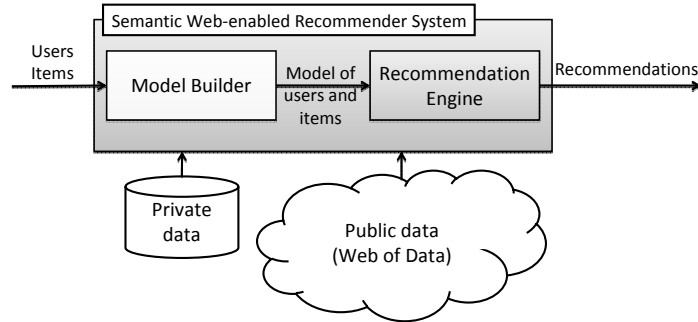 Semantic Web-enabled Recommender System
Users
Items
Model Builder
Model of
users and
items
Recommendation
Engine
Recommendations
Private
data
Public data
(Web of Data)